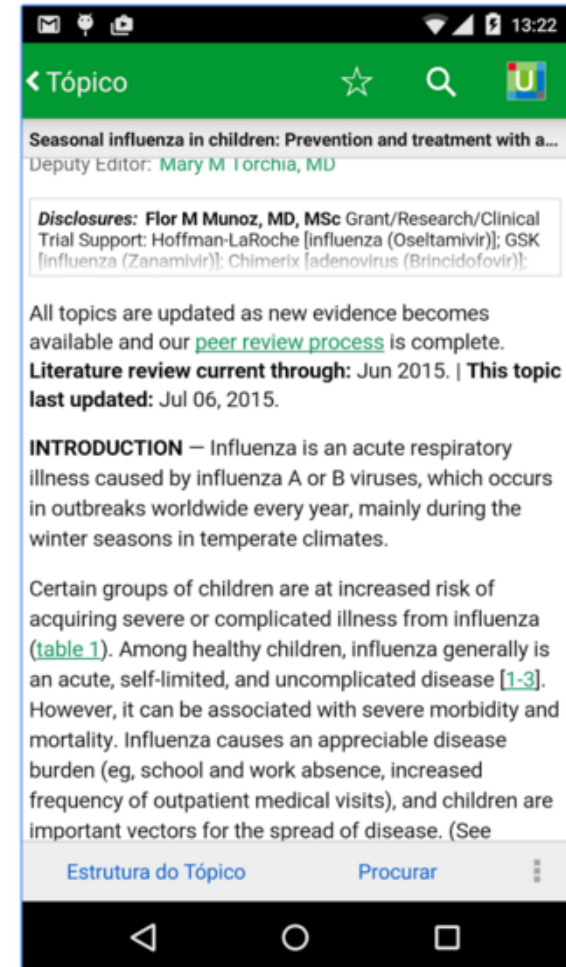 13:22
Tópico
U
Seasonal influenza in children: Prevention and treatment with a...
Deputy Editor: Mary M Torchia, MD
Disclosures: Flor M Munoz, MD, MSc Grant/Research/Clinical
Trial Support: Hoffman-LaRoche [influenza (Oseltamivir)]; GSK
[influenza (Zanamivir)]; Chimerix [adenovirus (Brincidofovir)];
All topics are updated as new evidence becomes
available and our peer review process is complete.
Literature review current through: Jun 2015. | This topic
last updated: Jul 06, 2015.
INTRODUCTION — Influenza is an acute respiratory
illness caused by influenza A or B viruses, which occurs
in outbreaks worldwide every year, mainly during the
winter seasons in temperate climates.
Certain groups of children are at increased risk of
acquiring severe or complicated illness from influenza
(table 1). Among healthy children, influenza generally is
an acute, self-limited, and uncomplicated disease [1-3].
However, it can be associated with severe morbidity and
mortality. Influenza causes an appreciable disease
burden (eg, school and work absence, increased
frequency of outpatient medical visits), and children are
important vectors for the spread of disease. (See
Estrutura do Tópico Procurar